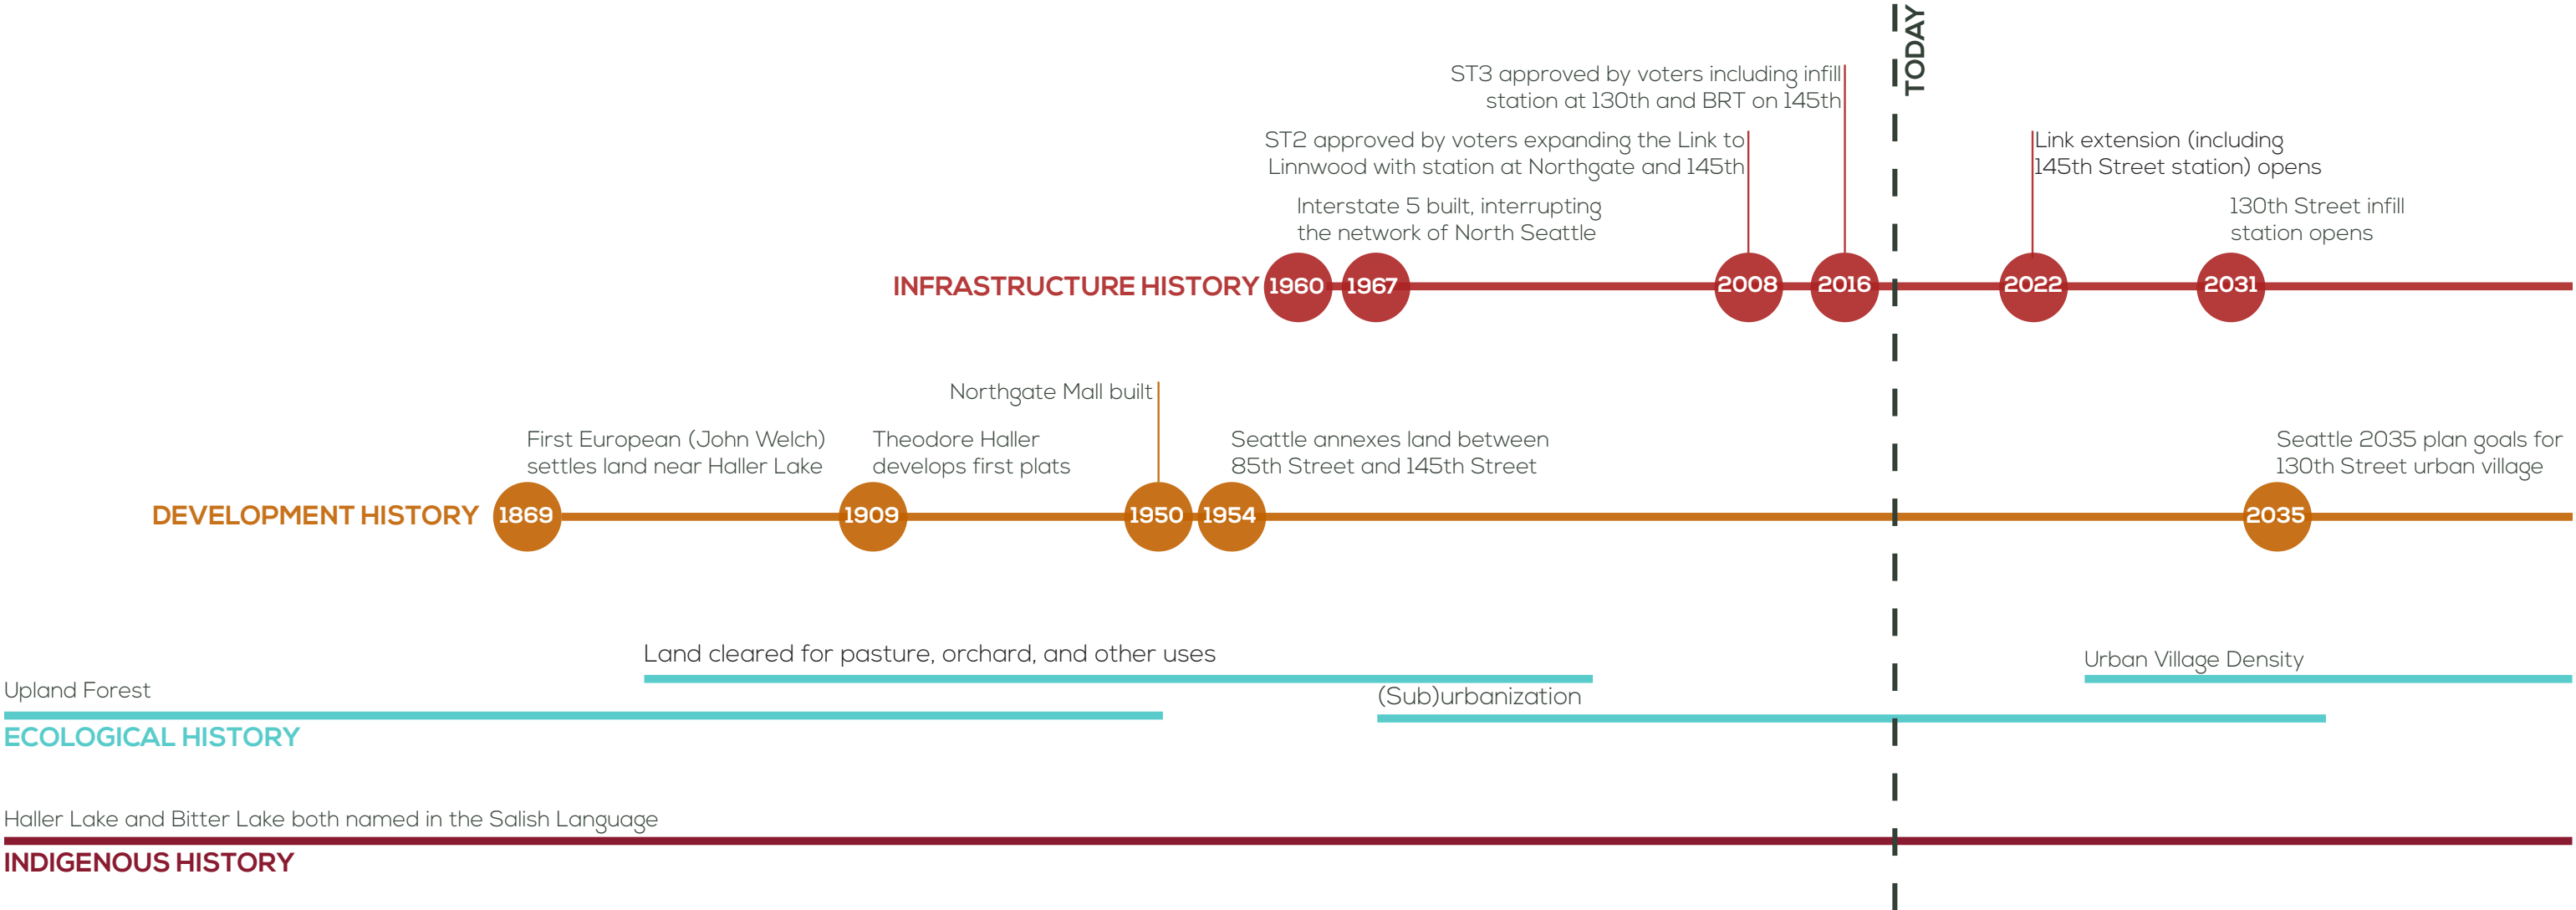 TODAY
ST3 approved by voters including infill
station at 130th and BRT on 145th
ST2 approved by voters expanding the Link to
Linnwood with station at Northgate and 145th
Link extension (including
145th Street station) opens
Interstate 5 built, interrupting
the network of North Seattle
130th Street infill
station opens
INFRASTRUCTURE HISTORY
1960
1967
2008
2016
2022
2031
Northgate Mall built
First European (John Welch)
settles land near Haller Lake
Theodore Haller
develops first plats
Seattle annexes land between
85th Street and 145th Street
Seattle 2035 plan goals for
130th Street urban village
DEVELOPMENT HISTORY
1869
1909
1950
1954
2035
Land cleared for pasture, orchard, and other uses
Urban Village Density
Upland Forest
(Sub)urbanization
ECOLOGICAL HISTORY
Haller Lake and Bitter Lake both named in the Salish Language
INDIGENOUS HISTORY